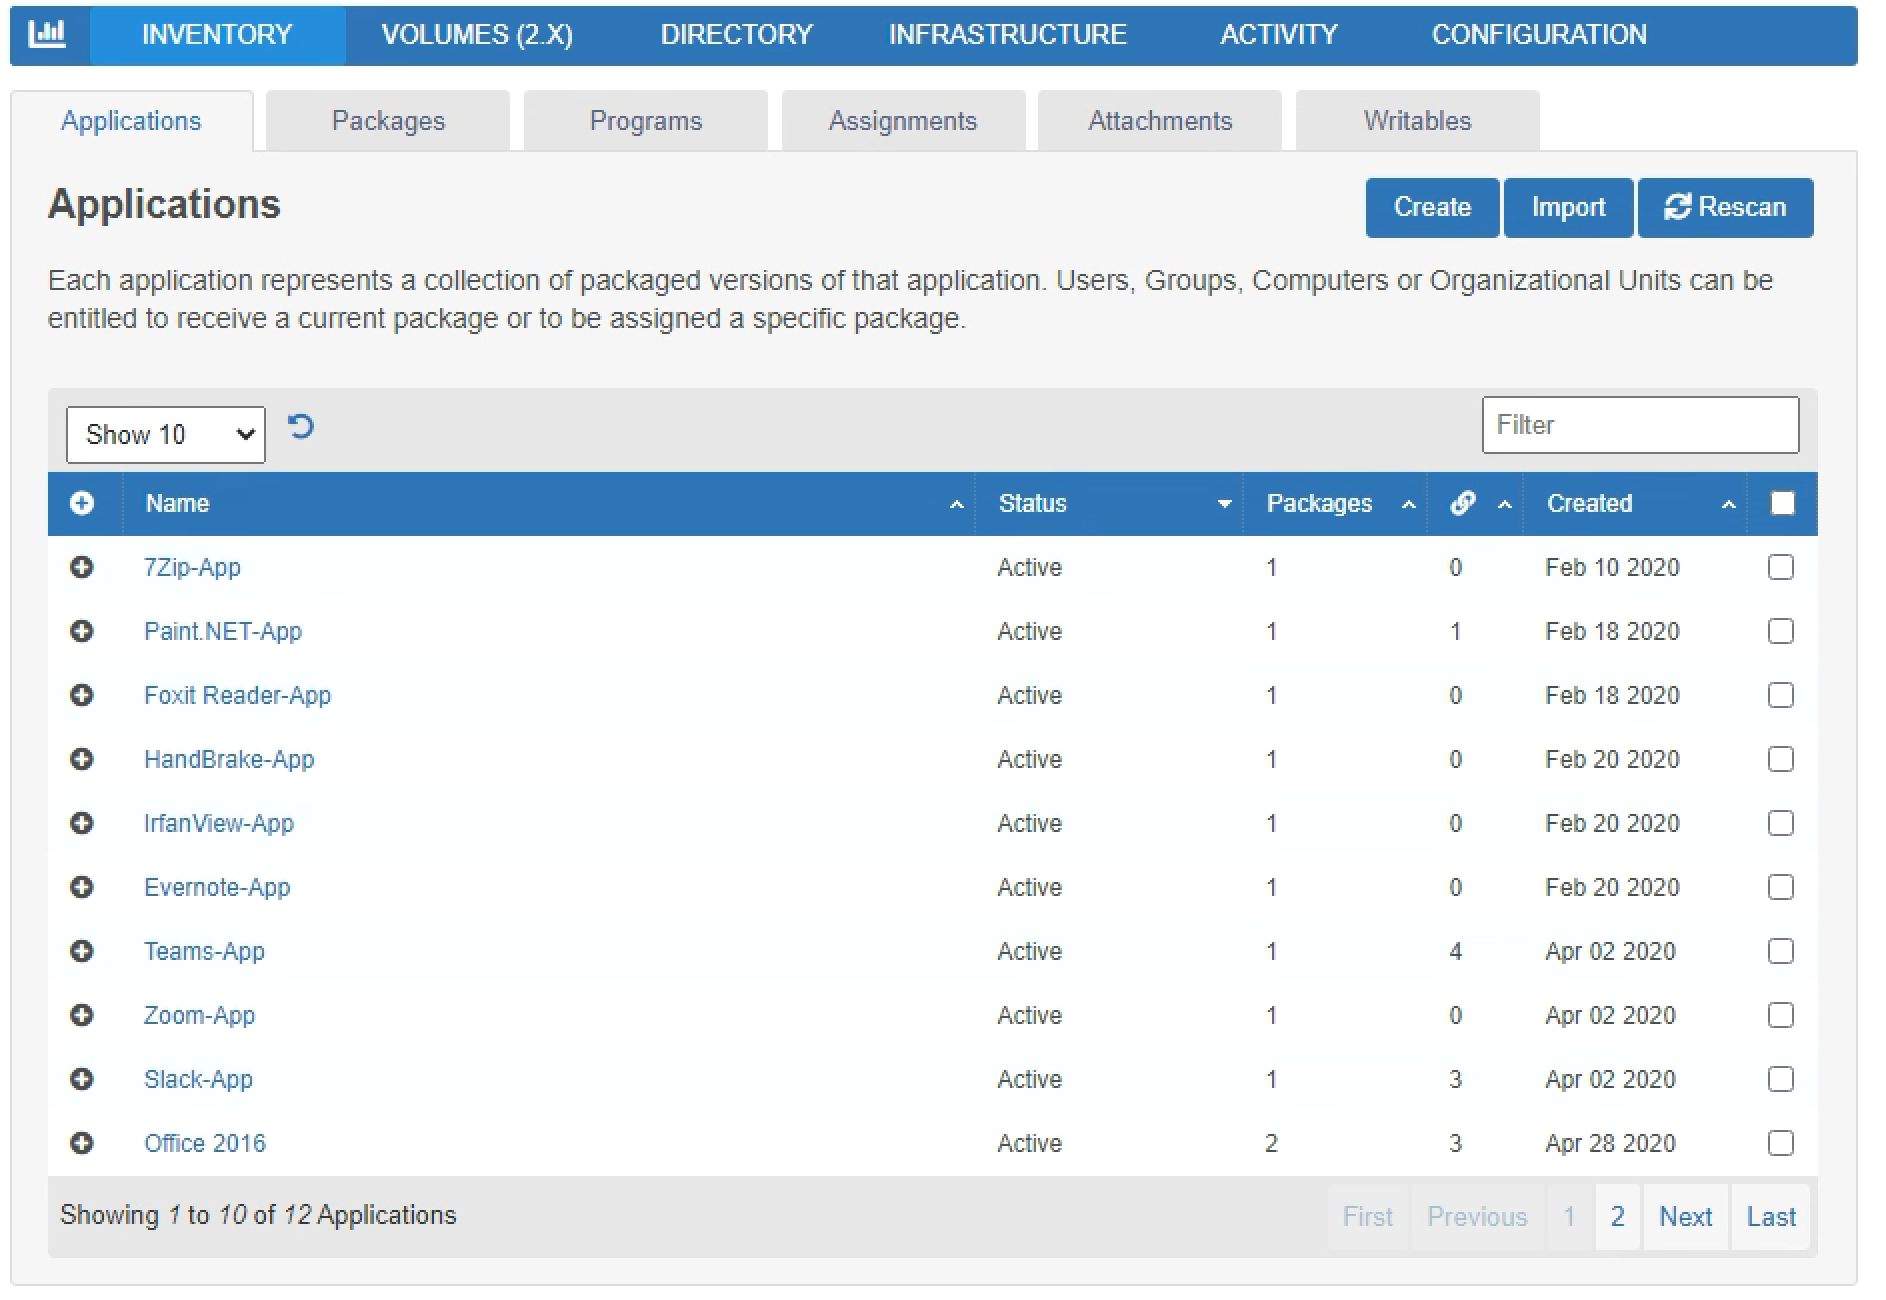 INVENTORY VOLUMES (2.X) DIRECTORY INFRASTRUCTURE ACTIVITY CONFIGURATION
Applications Packages Programs Assignments Attachments Writables
Applications Create Import Rescan
Each application represents a collection of packaged versions of that application. Users, Groups, Computers or Organizational Units can be
entitled to receive a current package or to be assigned a specific package.
Show 10 Filter
Name Status Packages Created
7Zip-App Active 1 0 Feb 10 2020
Paint.NET-App Active 1 1 Feb 18 2020
Foxit Reader-App Active 1 0 Feb 18 2020
HandBrake-App Active 1 0 Feb 20 2020
IrfanView-App Active 1 0 Feb 20 2020
Evernote-App Active 1 0 Feb 20 2020
Teams-App Active 1 4 Apr 02 2020
Zoom-App Active 1 0 Apr 02 2020
Slack-App Active 1 3 Apr 02 2020
Office 2016 Active 2 3 Apr 28 2020
Showing 1 to 10 of 12 Applications First Previous 1 2 Next Last